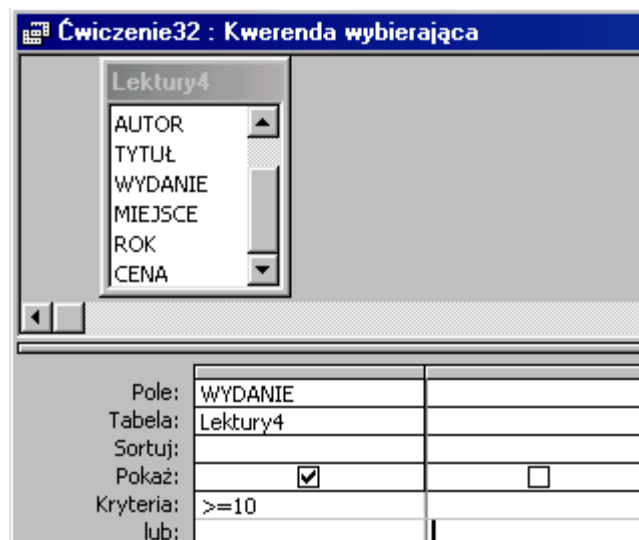 Ćwiczenie32 : Kwerenda wybierająca
Lektury4
AUTOR
TYTUŁ
WYDANIE
MIEJSCE
ROK
CENA
Pole: WYDANIE
Tabela: Lektury4
Sortuj:
Pokaż:
Kryteria: >=10
lub: